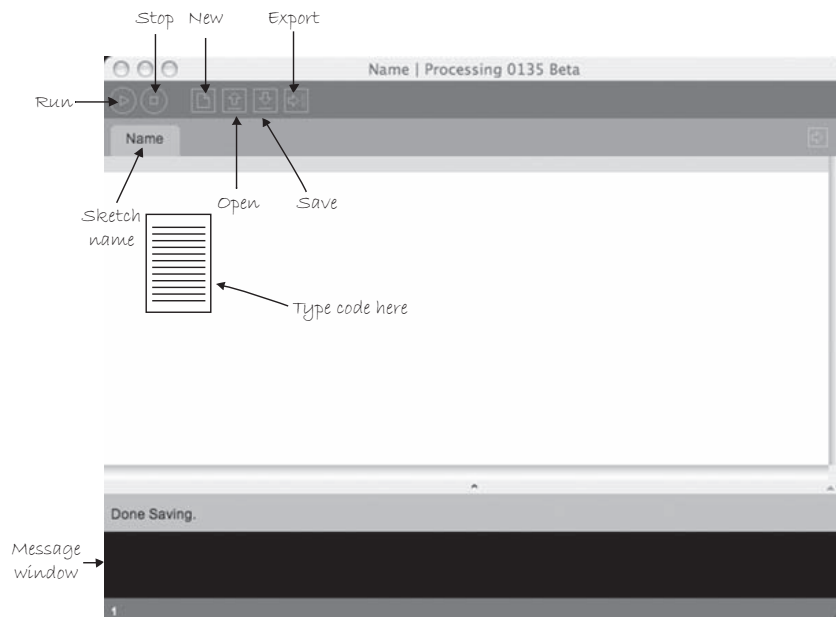 Stop New Export
Name | Processing 0135 Beta
Run
Name
Open Save
Sketch
name
Type code here
Done Saving.
Message
window
1